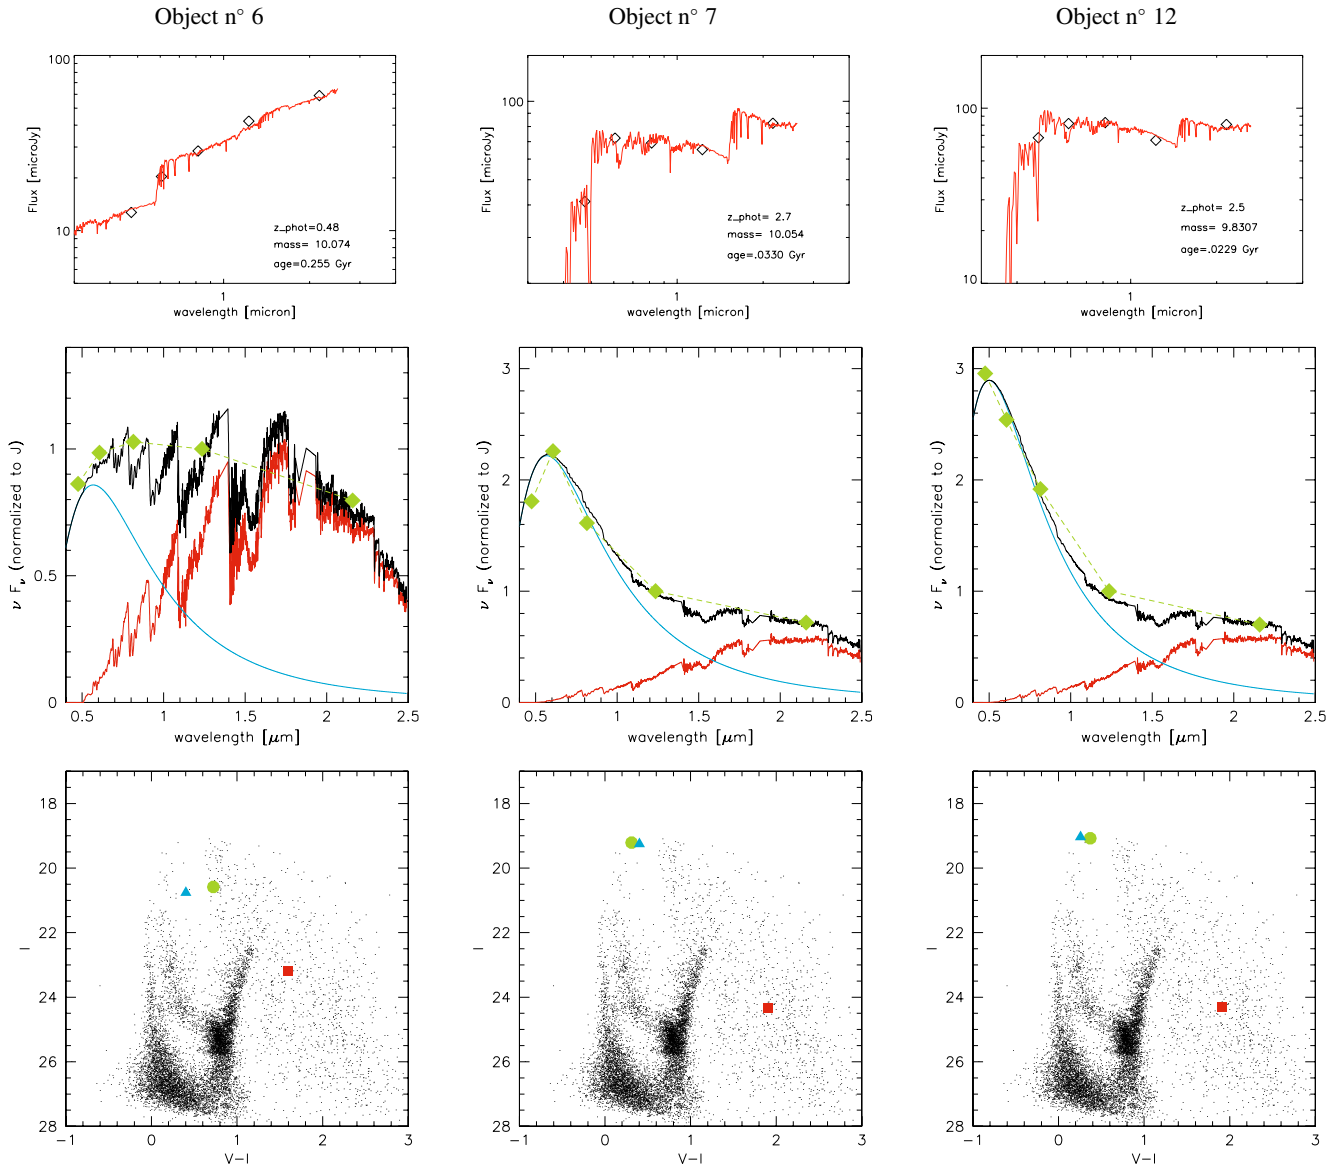 Object n° 6
Object n° 7
Object n° 12
100
10
Flux [microJy]
1
wavelength [micron]
z_phot=0.48
mass= 10.074
age=0.255 Gyr
100
Flux [microJy]
1
wavelength [micron]
z_phot= 2.7
mass= 10.054
age=.0330 Gyr
100
10
Flux [microJy]
1
wavelength [micron]
z_phot= 2.5
mass= 9.8307
age=.0229 Gyr
1
0.5
0
ν Fν (normalized to J)
0.5 1 1.5 2 2.5
wavelength [μm]
3
2
1
0
ν Fν (normalized to J)
0.5 1 1.5 2 2.5
wavelength [μm]
3
2
1
0
ν Fν (normalized to J)
0.5 1 1.5 2 2.5
wavelength [μm]
18
20
22
24
26
28
I
−1 0 1 2 3
V−I
18
20
22
24
26
28
I
−1 0 1 2 3
V−I
18
20
22
24
26
28
I
−1 0 1 2 3
V−I